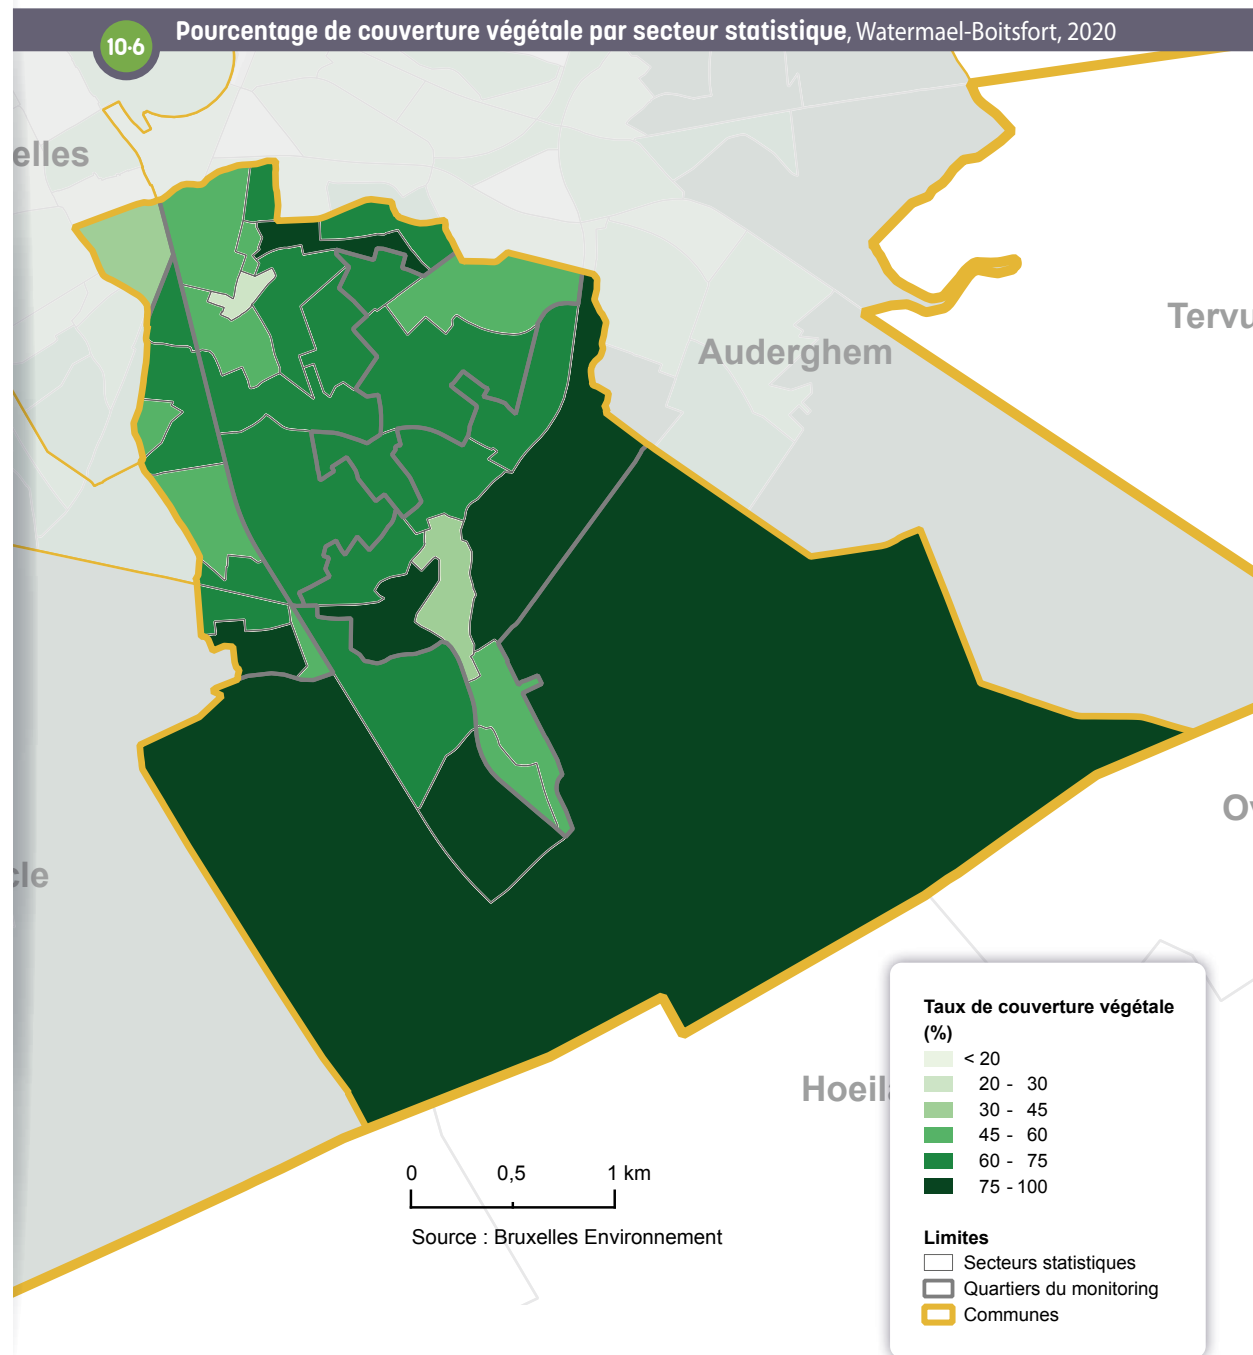 10·6
Pourcentage de couverture végétale par secteur statistique, Watermael-Boitsfort, 2020
elles
Tervu
Auderghem
Ov
cle
Hoeil
Taux de couverture végétale
(%)
< 20
20 - 30
30 - 45
45 - 60
60 - 75
75 - 100
Limites
Secteurs statistiques
Quartiers du monitoring
Communes
0 0,5 1 km
Source : Bruxelles Environnement